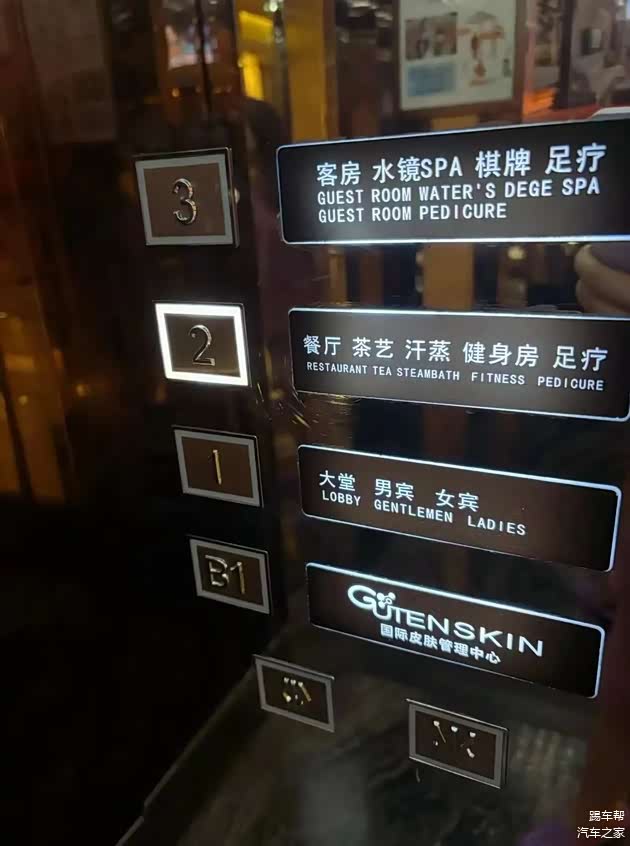 3
客房 水镜SPA 棋牌 足疗
GUEST ROOM WATER'S DEGE SPA
GUEST ROOM PEDICURE
2
餐厅 茶艺 汗蒸 健身房 足疗
RESTAURANT TEA STEAMBATH FITNESS PEDICURE
1
大堂 男宾 女宾
LOBBY GENTLEMEN LADIES
B1
GUTENSKIN
国际皮肤管理中心
踢车帮
汽车之家